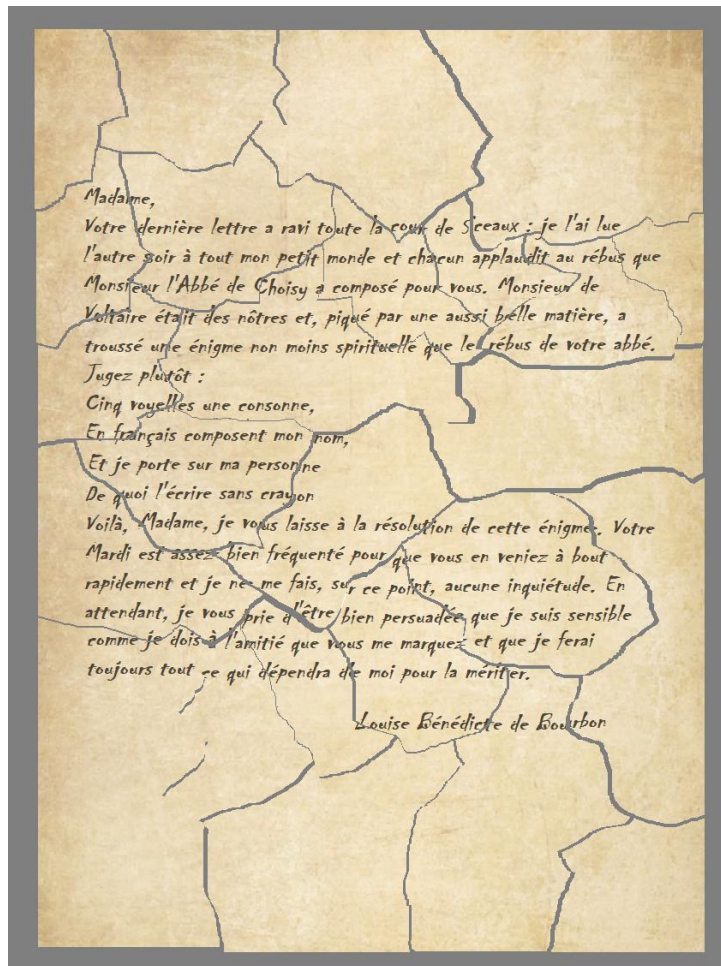 Madame,
Votre dernière lettre a ravi toute la cour de Sceaux : je l'ai lue
l'autre soir à tout mon petit monde et chacun applaudit au rébus que
Monsieur l'Abbé de Choisy a composé pour vous. Monsieur de
Voltaire était des nôtres et, piqué par une aussi belle matière, a
troussé une énigme non moins spirituelle que le rébus de votre abbé.
Jugez plutôt :
Cinq voyelles une consonne,
En français composent mon nom,
Et je porte sur ma personne
De quoi l'écrire sans crayon
Voilà, Madame, je vous laisse à la résolution de cette énigme. Votre
Mardi est assez bien fréquenté pour que vous en veniez à bout
rapidement et je ne me fais, sur ce point, aucune inquiétude. En
attendant, je vous prie d'être bien persuadée que je suis sensible
comme je dois à l'amitié que vous me marquez et que je ferai
toujours tout ce qui dépendra de moi pour la mériter.
Louise Bénédicte de Bourbon